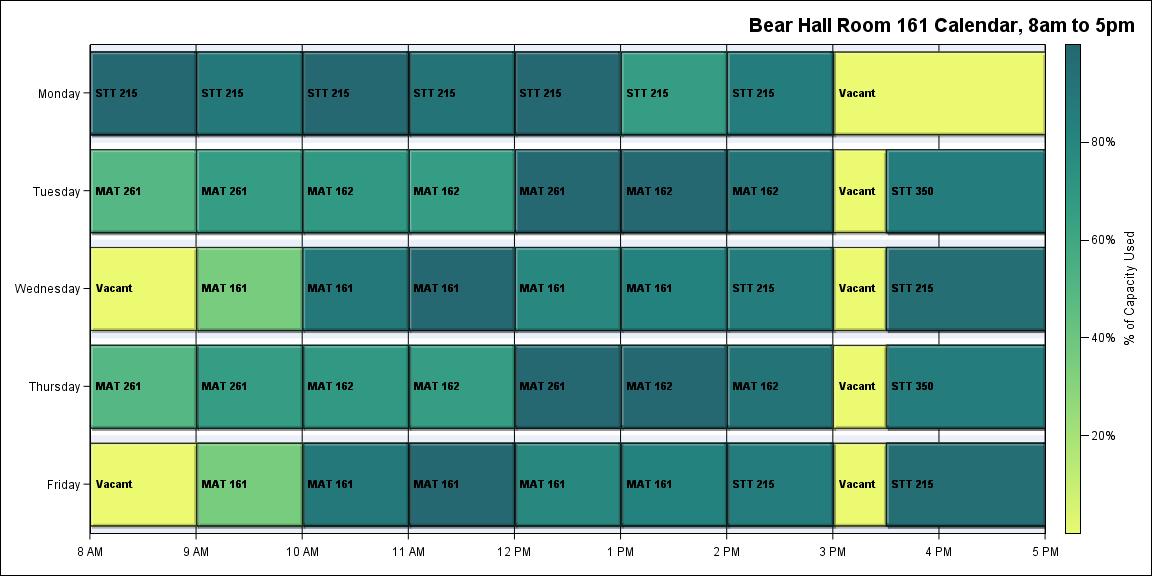 Bear Hall Room 161 Calendar, 8am to 5pm
Monday
STT 215
STT 215
STT 215
STT 215
STT 215
STT 215
STT 215
Vacant
Tuesday
MAT 261
MAT 261
MAT 162
MAT 162
MAT 261
MAT 162
MAT 162
Vacant
STT 350
Wednesday
Vacant
MAT 161
MAT 161
MAT 161
MAT 161
MAT 161
STT 215
Vacant
STT 215
Thursday
MAT 261
MAT 261
MAT 162
MAT 162
MAT 261
MAT 162
MAT 162
Vacant
STT 350
Friday
Vacant
MAT 161
MAT 161
MAT 161
MAT 161
MAT 161
STT 215
Vacant
STT 215
8 AM
9 AM
10 AM
11 AM
12 PM
1 PM
2 PM
3 PM
4 PM
5 PM
80%
60%
40%
20%
% of Capacity Used